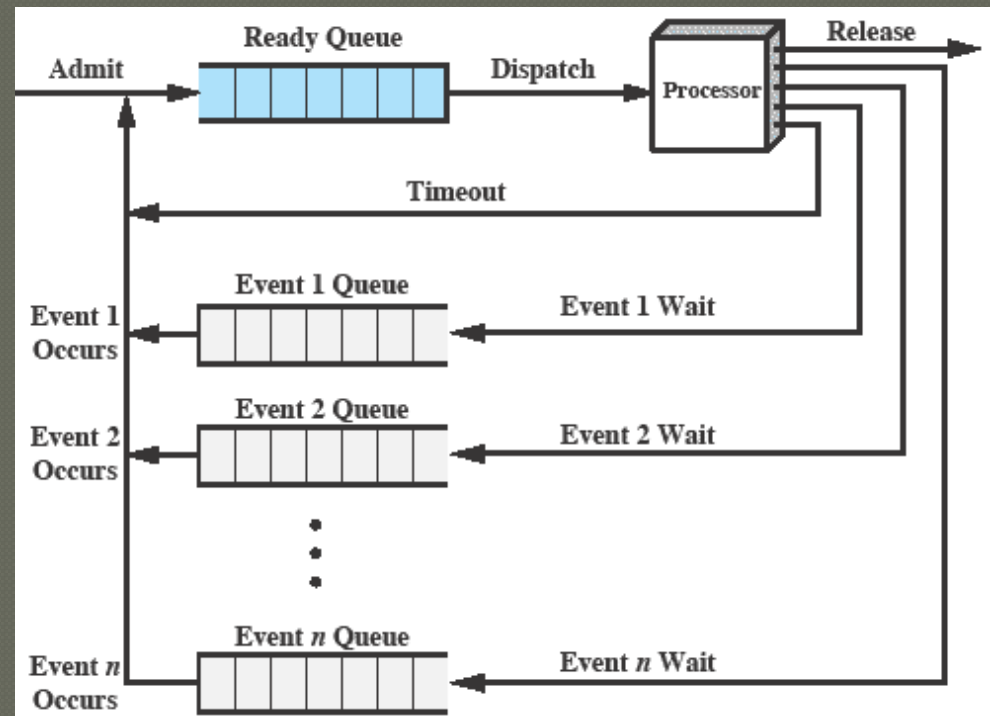 Release
Ready Queue
Admit
Dispatch
Processor
Timeout
Event 1 Queue
Event 1 Wait
Event 1
Occurs
Event 2 Queue
Event 2 Wait
Event 2
Occurs
Event n Queue
Event n Wait
Event n
Occurs